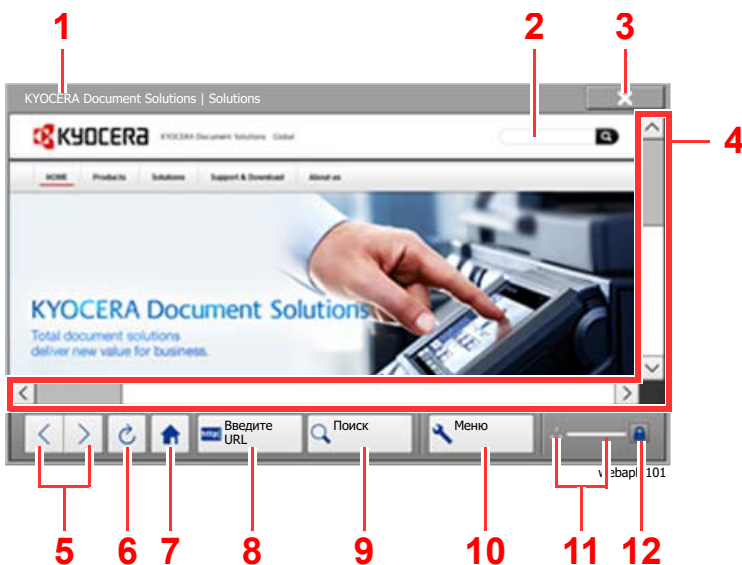 1
2
3
KYOCERA Document Solutions | Solutions
KYOCERA
KYOCERA Document Solutions Global
4
HOME
Products
Solutions
Support & Download
About us
KYOCERA Document Solutions
Total document solutions
deliver new value for business.
Введите
URL
Поиск
Меню
101
5
6
7
8
9
10
11
12